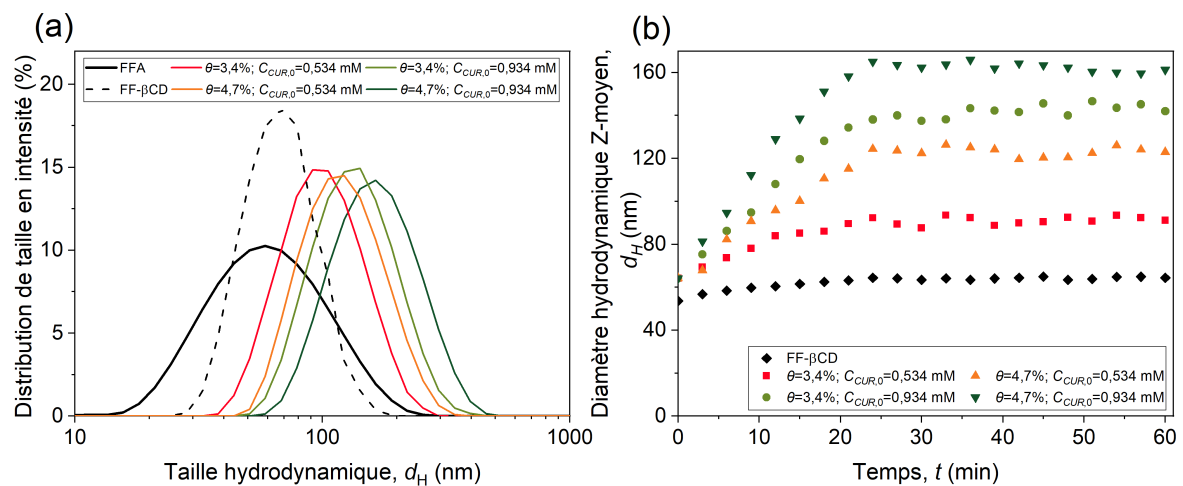 (a)
Distribution de taille en intensité (%)
20
15
10
5
0
FFA
FF-βCD
θ=3,4%; C_CUR,0=0,534 mM
θ=4,7%; C_CUR,0=0,534 mM
θ=3,4%; C_CUR,0=0,934 mM
θ=4,7%; C_CUR,0=0,934 mM
10
100
1000
Taille hydrodynamique, d_H (nm)
(b)
Diamètre hydrodynamique Z-moyen,
d_H (nm)
160
120
80
40
0
FF-βCD
θ=3,4%; C_CUR,0=0,534 mM
θ=4,7%; C_CUR,0=0,534 mM
θ=3,4%; C_CUR,0=0,934 mM
θ=4,7%; C_CUR,0=0,934 mM
0 10 20 30 40 50 60
Temps, t (min)